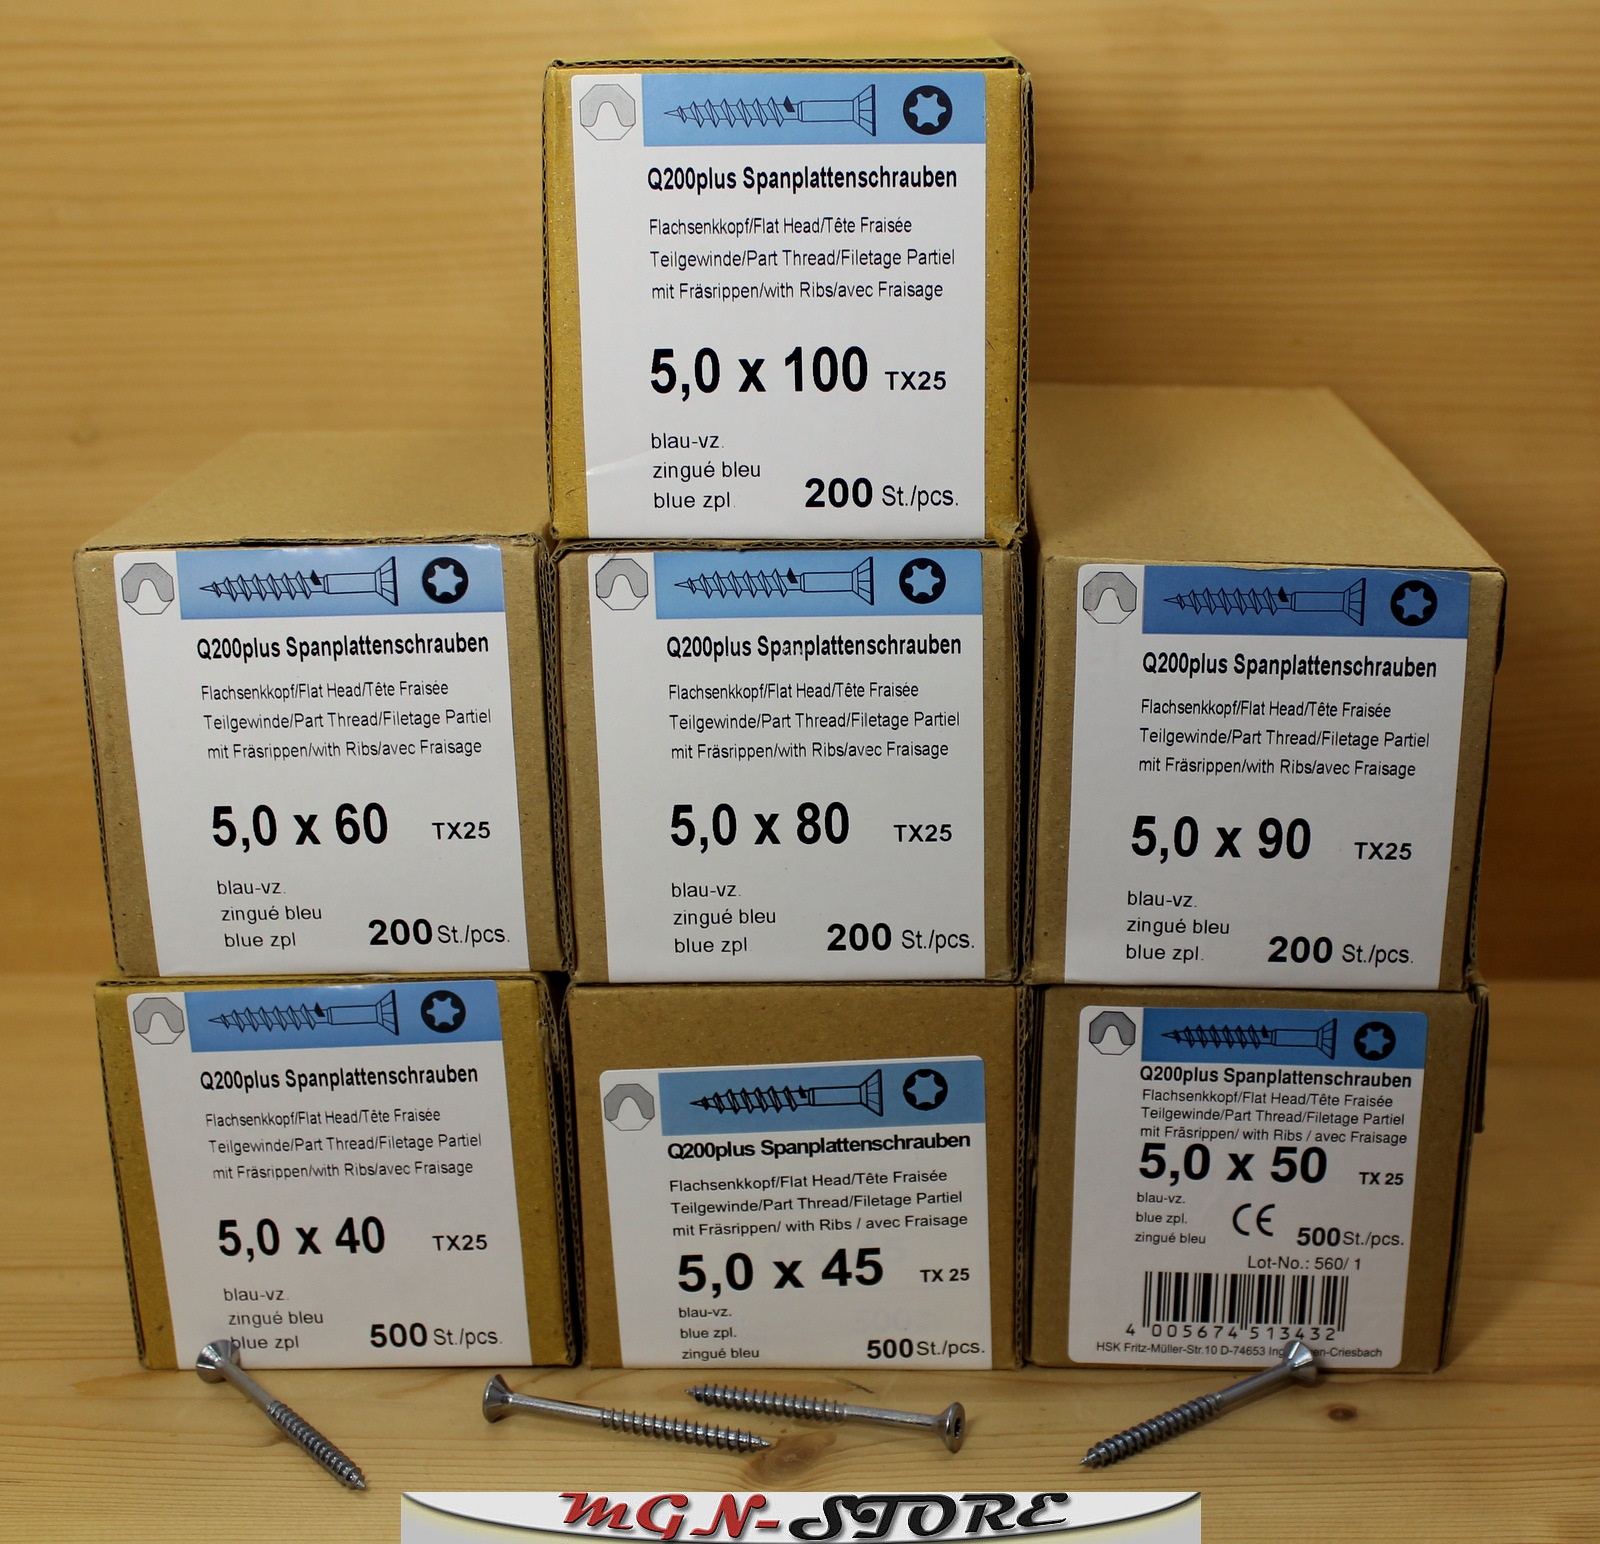 Q200plus Spanplattenschrauben
Flachsenkkopf/Flat Head/Tête Fraisée
Teilgewinde/Part Thread/Filetage Partiel
mit Fräsrippen/with Ribs/avec Fraisage
5,0 x 100 TX25
blau-vz.
zingué bleu
blue zpl.
200 St./pcs.
Q200plus Spanplattenschrauben
Flachsenkkopf/Flat Head/Tête Fraisée
Teilgewinde/Part Thread/Filetage Partiel
mit Fräsrippen/with Ribs/avec Fraisage
5,0 x 60 TX25
blau-vz.
zingué bleu
blue zpl
200 St./pcs.
Q200plus Spanplattenschrauben
Flachsenkkopf/Flat Head/Tête Fraisée
Teilgewinde/Part Thread/Filetage Partiel
mit Fräsrippen/with Ribs/avec Fraisage
5,0 x 80 TX25
blau-vz.
zingué bleu
blue zpl
200 St./pcs.
Q200plus Spanplattenschrauben
Flachsenkkopf/Flat Head/Tête Fraisée
Teilgewinde/Part Thread/Filetage Partiel
mit Fräsrippen/with Ribs/avec Fraisage
5,0 x 90 TX25
blau-vz.
zingué bleu
blue zpl.
200 St./pcs.
Q200plus Spanplattenschrauben
Flachsenkkopf/Flat Head/Tête Fraisée
Teilgewinde/Part Thread/Filetage Partiel
mit Fräsrippen/with Ribs/avec Fraisage
5,0 x 40 TX25
blau-vz.
zingué bleu
blue zpl
500 St./pcs.
Q200plus Spanplattenschrauben
Flachsenkkopf/Flat Head/Tête Fraisée
Teilgewinde/Part Thread/Filetage Partiel
mit Fräsrippen/ with Ribs / avec Fraisage
5,0 x 45 TX 25
blau-vz.
blue zpl.
zingué bleu
500 St./pcs.
Q200plus Spanplattenschrauben
Flachsenkkopf/Flat Head/Tête Fraisée
Teilgewinde/Part Thread/Filetage Partiel
mit Fräsrippen/ with Ribs / avec Fraisage
5,0 x 50 TX 25
blau-vz.
blue zpl.
zingué bleu
CE
500 St./pcs.
Lot-No.: 560/ 1
4 005674 513432
HSK Fritz-Müller-Str.10 D-74653 -Criesbach
MGN-STORE